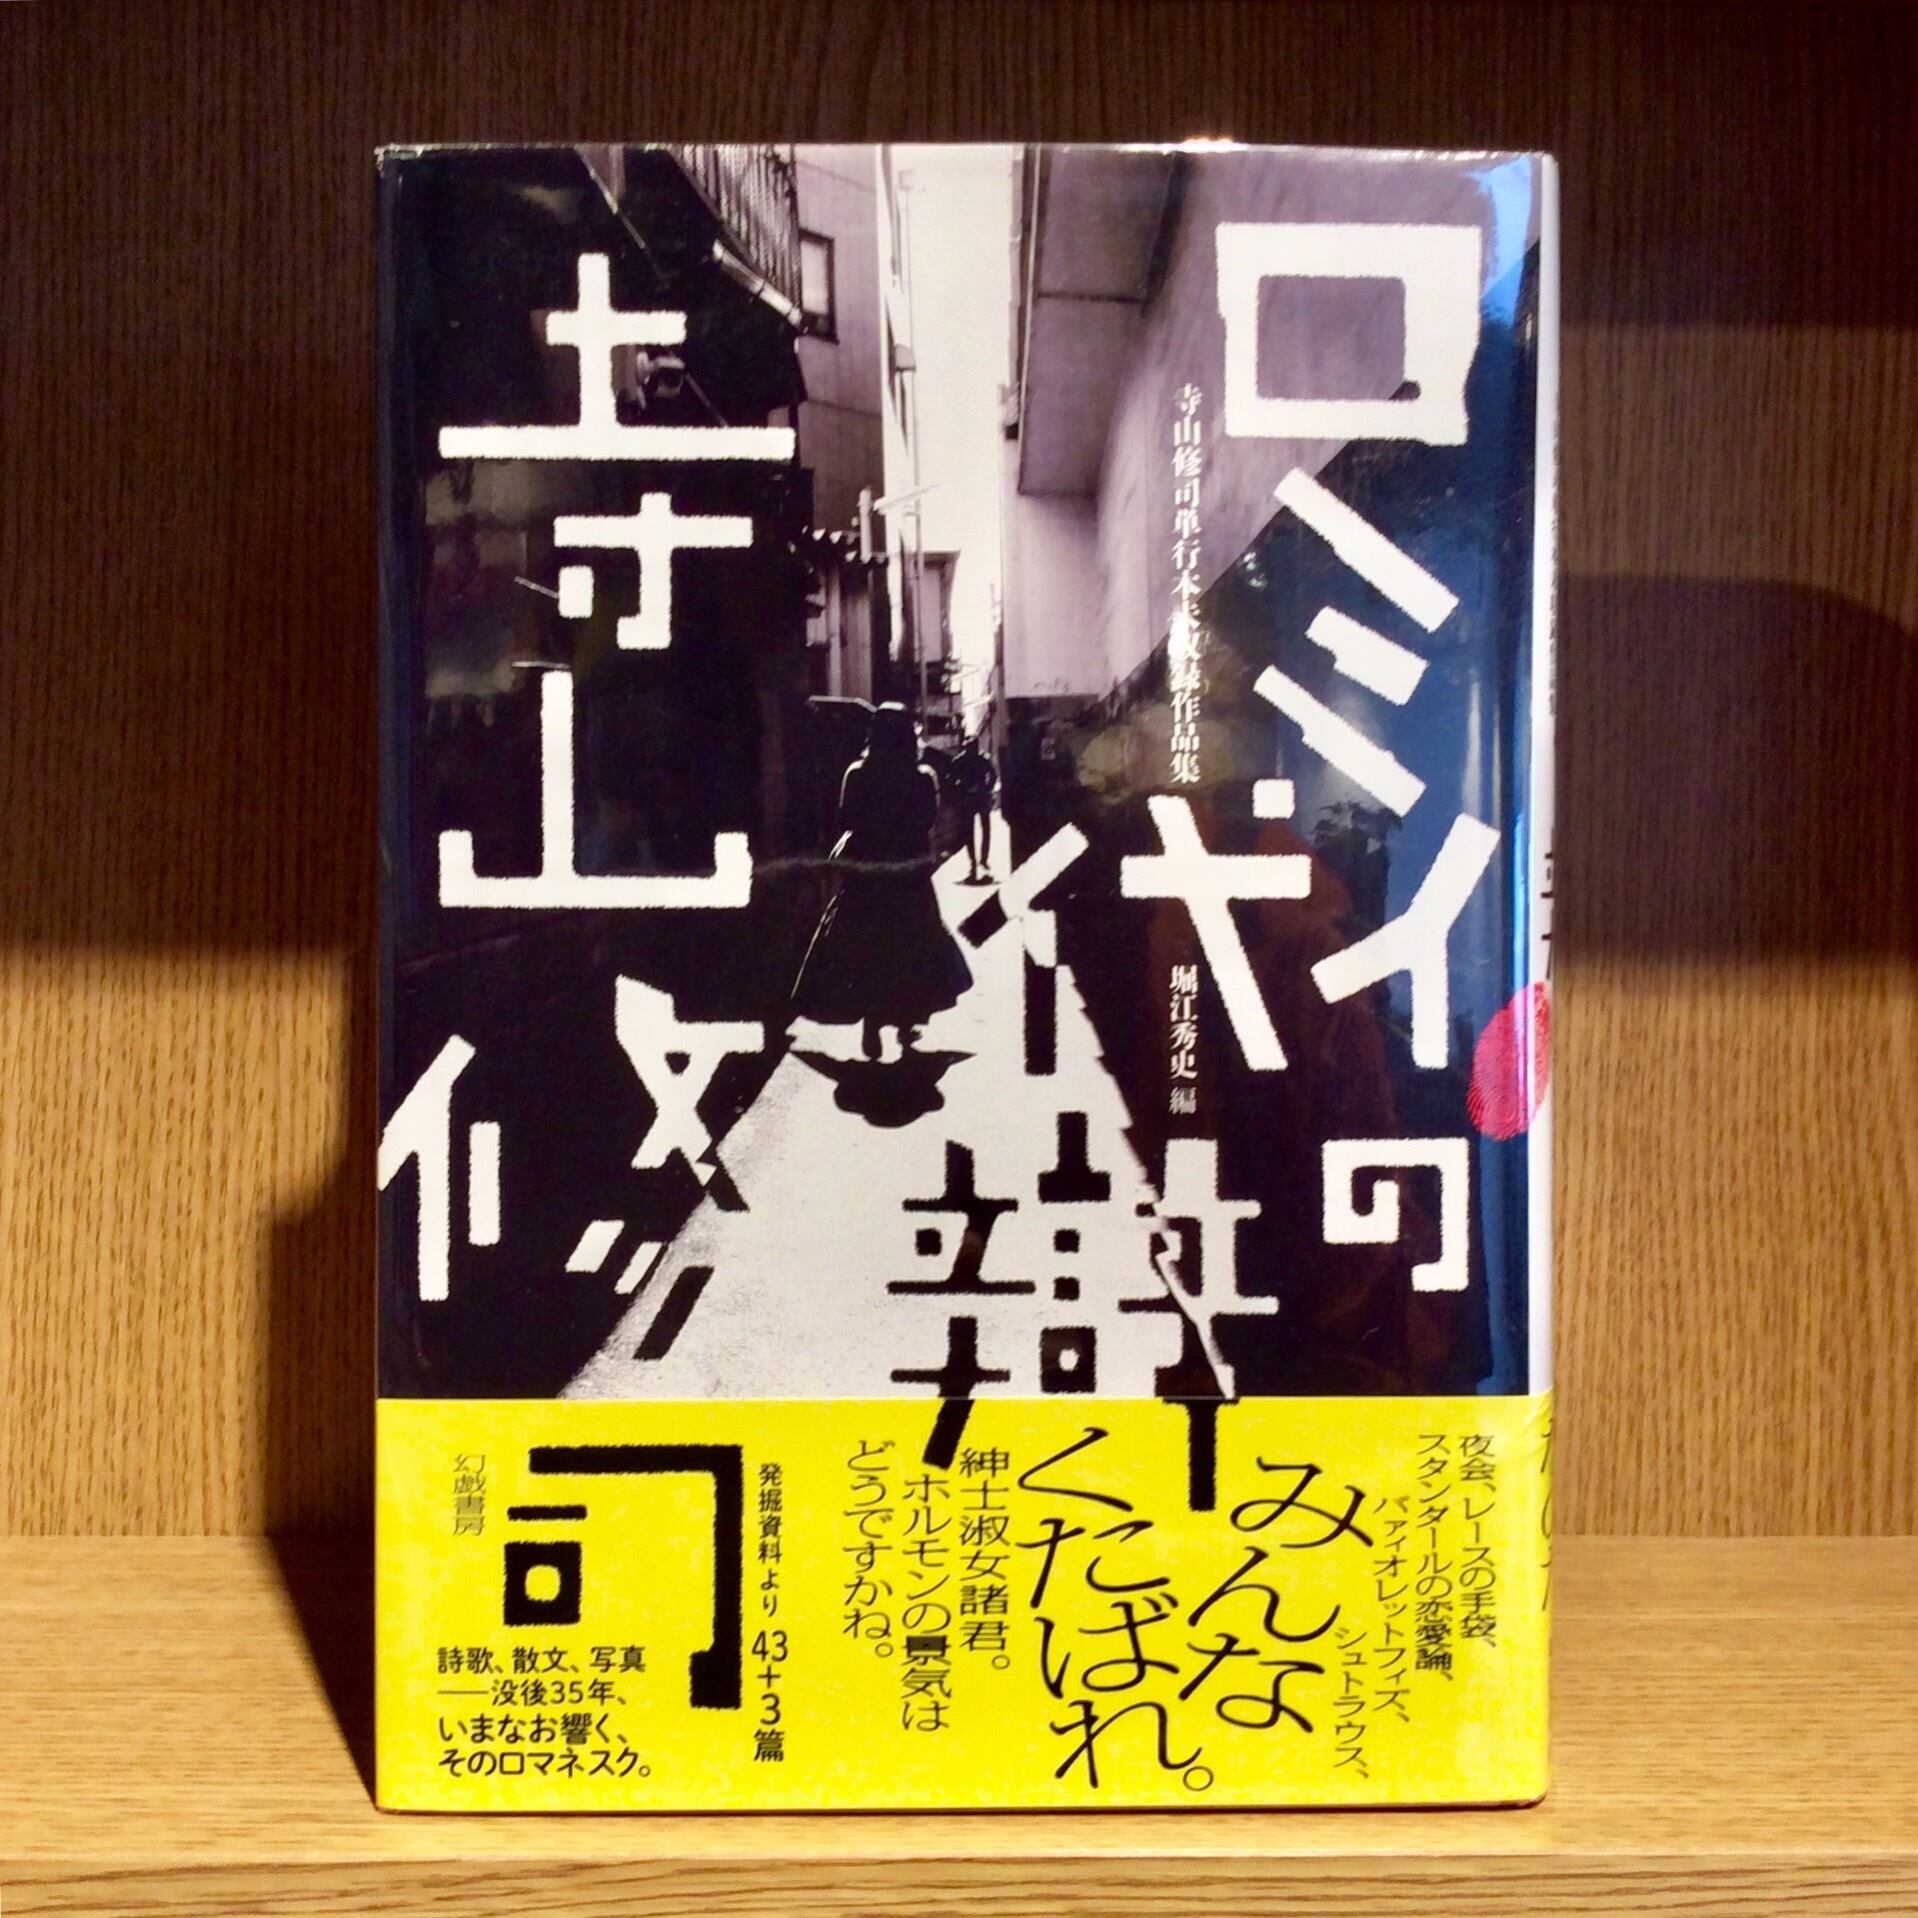 ロミイの
代辯
寺山修司単行本未収録作品集
堀江秀史 編
寺山修司
夜会、レースの手袋、
スタンダールの恋愛論、
バァイオレットフィズ、
シュトラウス、
みんな
くたばれ。
紳士淑女諸君。
ホルモンの景気は
どうですかね。
発掘資料より43+3篇
詩歌、散文、写真
──没後35年、
いまなお響く、
そのロマネスク。
幻戯書房